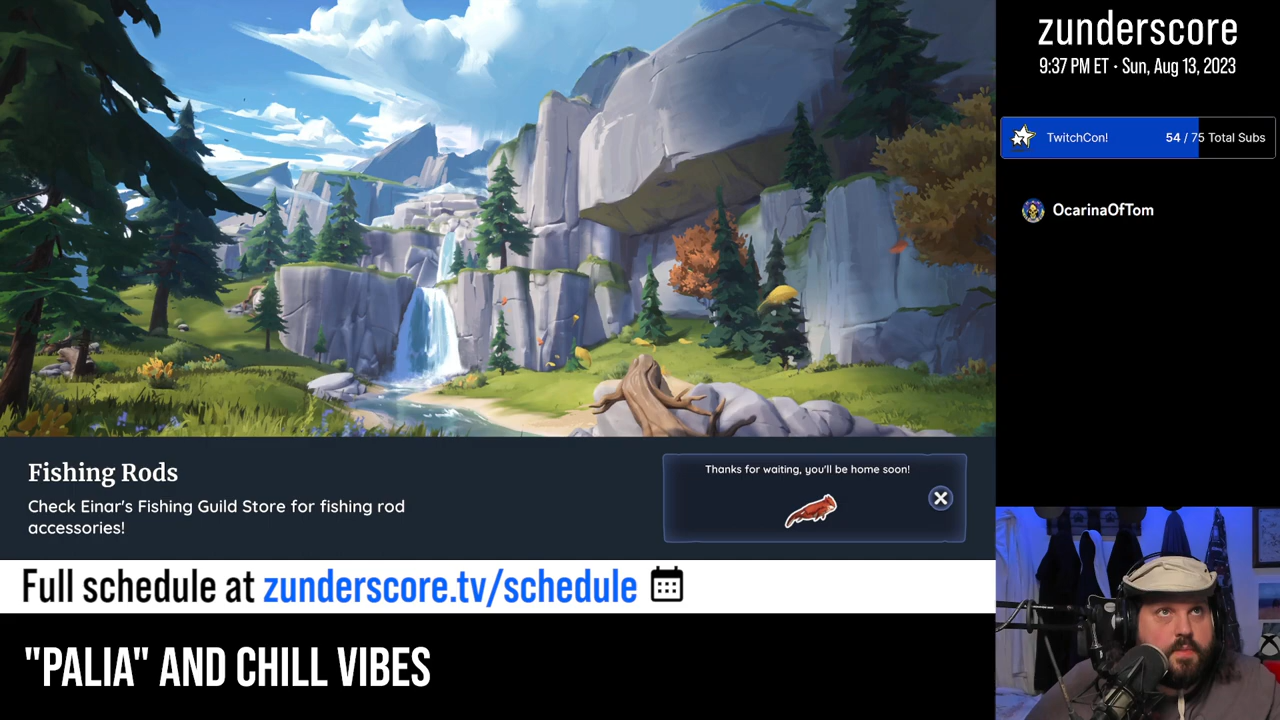 zunderscore
9:37 PM ET · Sun, Aug 13, 2023
TwitchCon! 54 / 75 Total Subs
OcarinaOfTom
Fishing Rods
Check Einar's Fishing Guild Store for fishing rod
accessories!
Thanks for waiting, you'll be home soon!
Full schedule at zunderscore.tv/schedule
"PALIA" AND CHILL VIBES